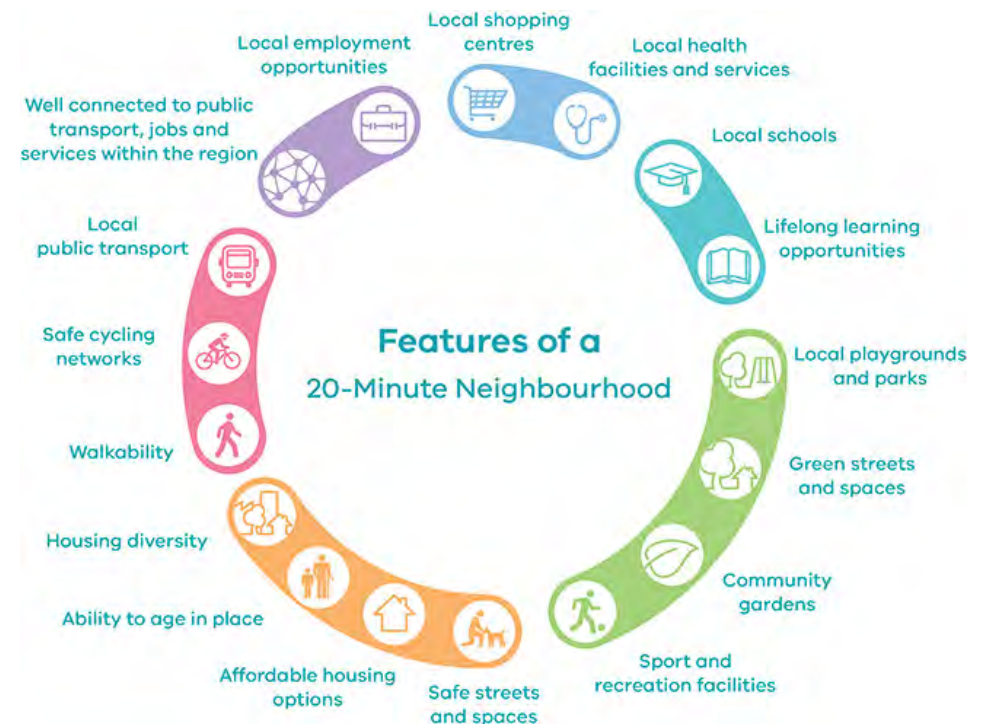 Local shopping
centres
Local health
facilities and services
Local schools
Lifelong learning
opportunities
Local playgrounds
and parks
Green streets
and spaces
Community
gardens
Sport and
recreation facilities
Safe streets
and spaces
Affordable housing
options
Ability to age in place
Housing diversity
Walkability
Safe cycling
networks
Local
public transport
Well connected to public
transport, jobs and
services within the region
Local employment
opportunities
Features of a
20-Minute Neighbourhood